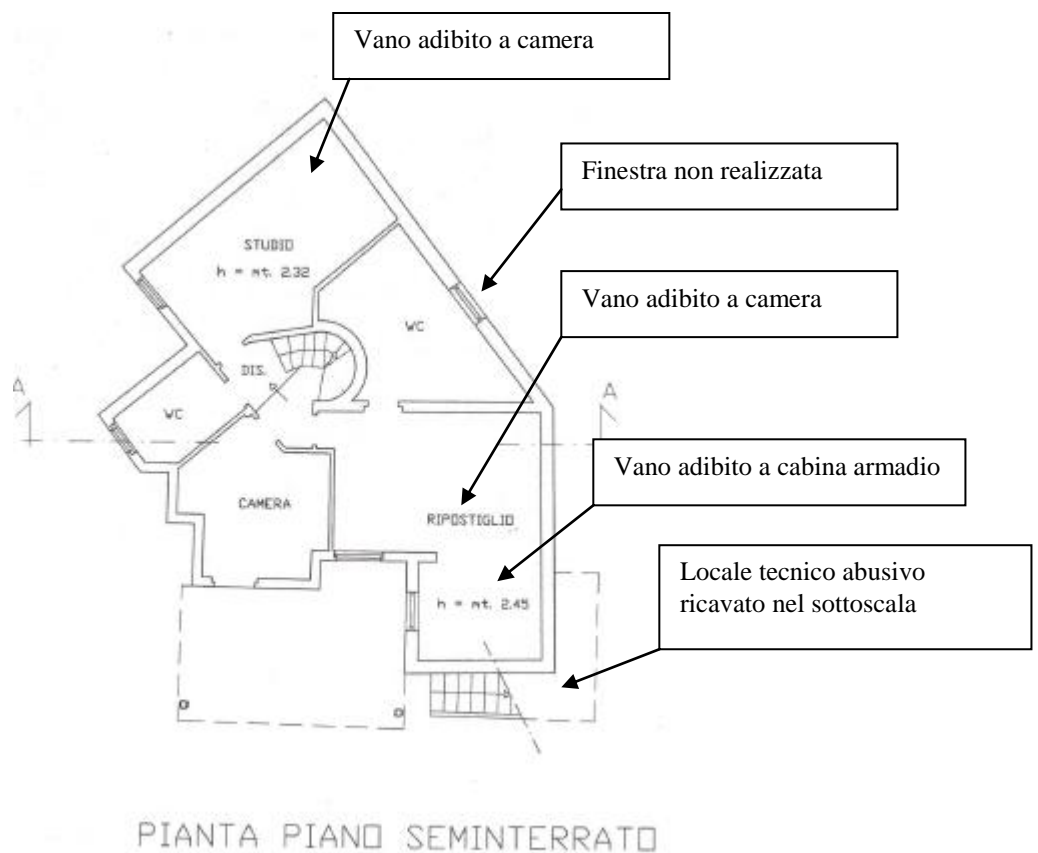 Vano adibito a camera
Finestra non realizzata
STUDIO
h = mt. 2.32
Vano adibito a camera
WC
DIS.
A
A
WC
Vano adibito a cabina armadio
CAMERA
RIPOSTIGLIO
Locale tecnico abusivo
ricavato nel sottoscala
h = mt. 2.45
PIANTA PIANO SEMINTERRATO